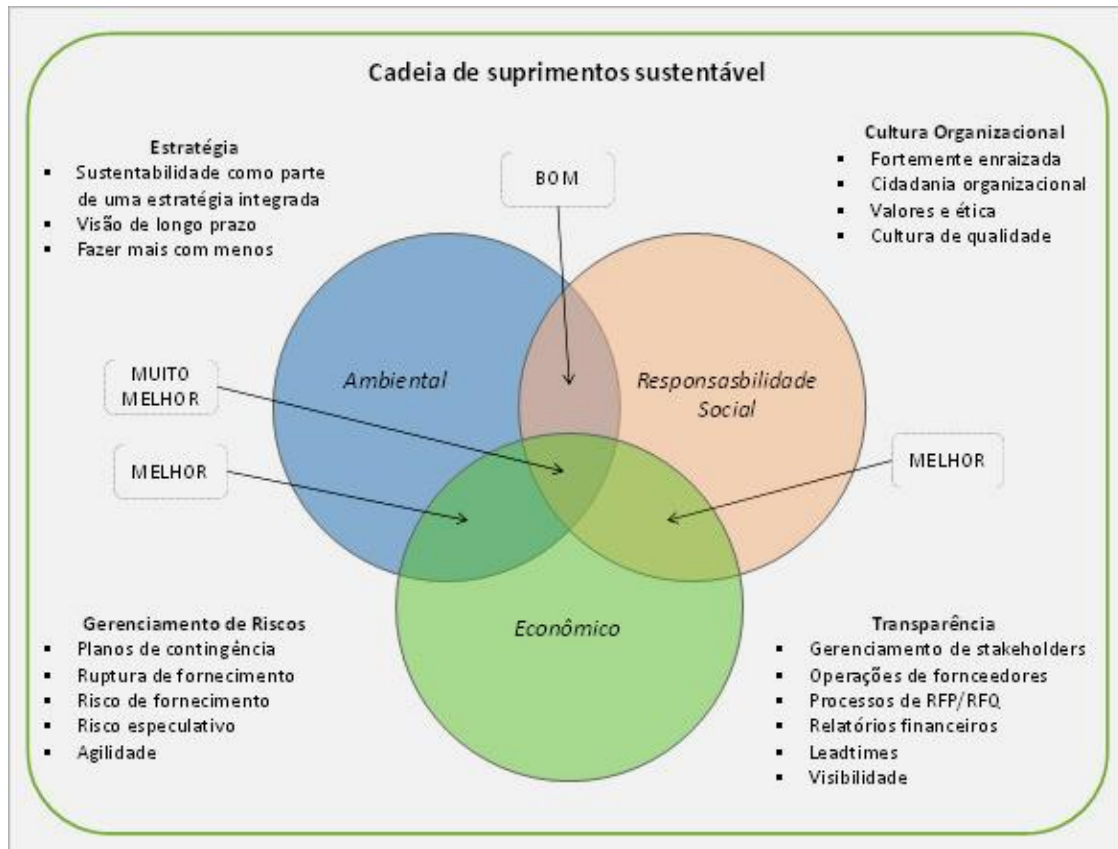 Cadeia de suprimentos sustentável
Estratégia
▪ Sustentabilidade como parte
de uma estratégia integrada
▪ Visão de longo prazo
▪ Fazer mais com menos
Cultura Organizacional
▪ Fortemente enraizada
▪ Cidadania organizacional
▪ Valores e ética
▪ Cultura de qualidade
BOM
MUITO
MELHOR
MELHOR
Ambiental
Responsasbilidade
Social
MELHOR
Econômico
Gerenciamento de Riscos
▪ Planos de contingência
▪ Ruptura de fornecimento
▪ Risco de fornecimento
▪ Risco especulativo
▪ Agilidade
Transparência
▪ Gerenciamento de stakeholders
▪ Operações de fornceedores
▪ Processos de RFP/RFQ
▪ Relatórios financeiros
▪ Leadtimes
▪ Visibilidade